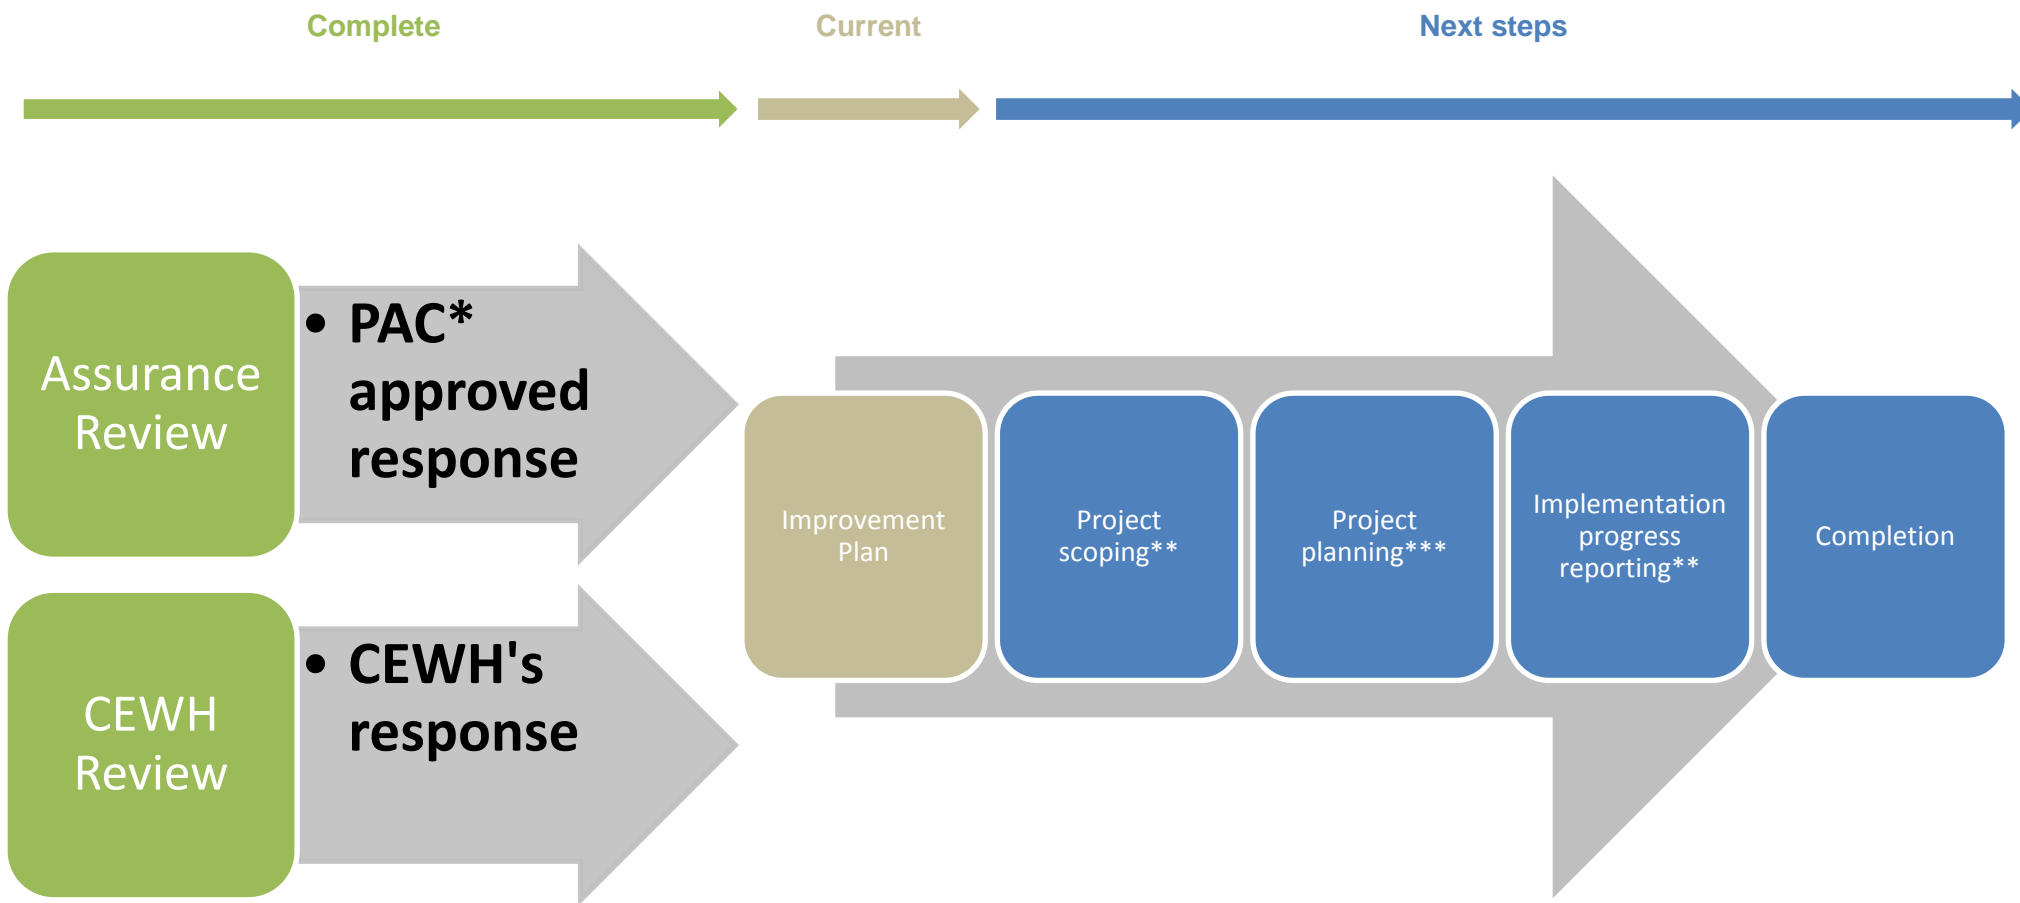 Complete
Current
Next steps
Assurance
Review
• PAC*
approved
response
CEWH
Review
• CEWH's
response
Improvement
Plan
Project
scoping**
Project
planning***
Implementation
progress
reporting**
Completion